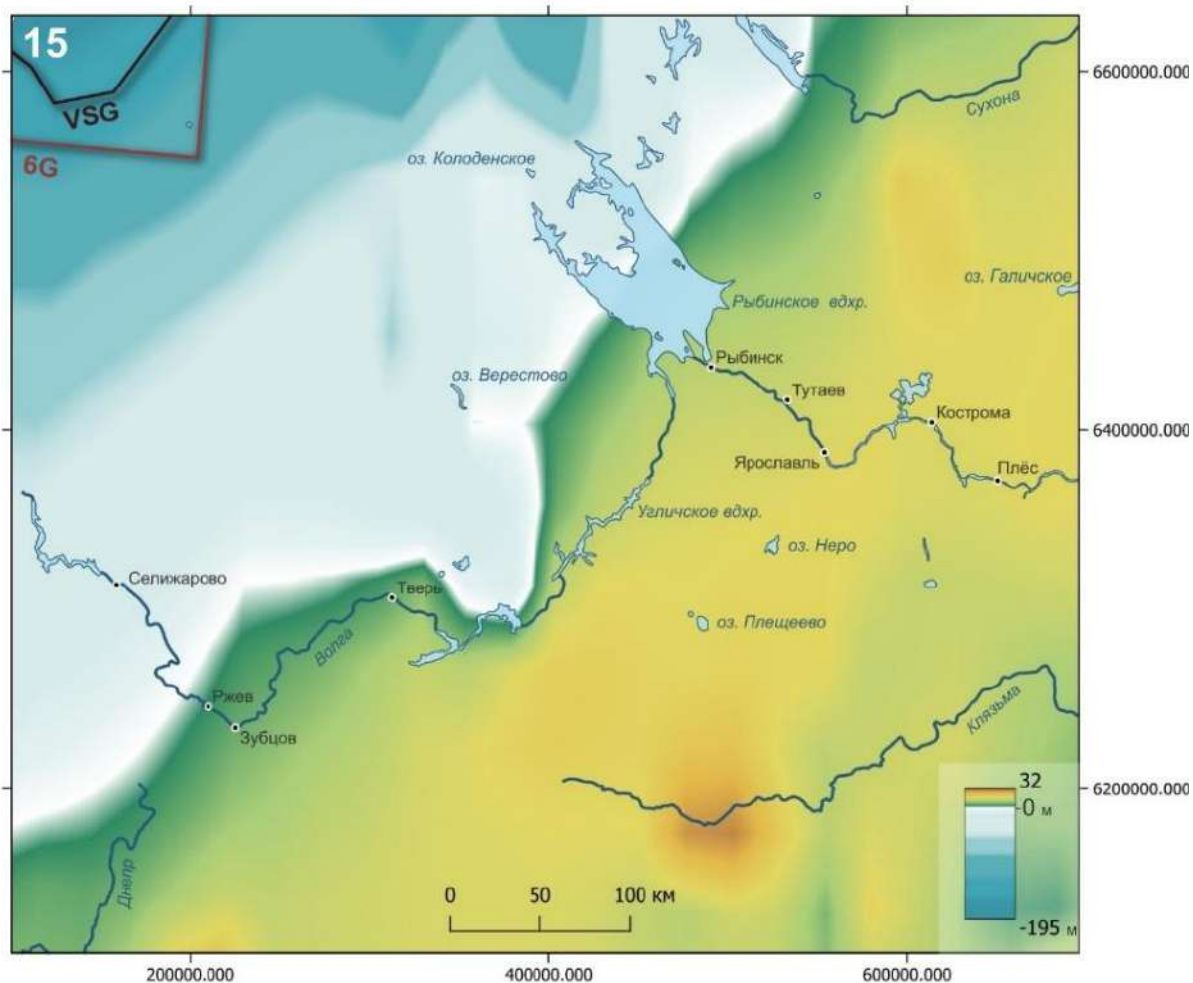 15
VSG
6G
6600000.000
Сухона
оз. Колоденское
оз. Галичское
Рыбинское вдхр.
Рыбинск
оз. Верестово
Тутаев
Кострома
6400000.000
Ярославль
Плёс
Угличское вдхр.
оз. Неро
Селижарово
Тверь
оз. Плещеево
Волга
Ржев
Зубцов
Клязьма
32
0 м
6200000.000
Днепр
0 50 100 км
-195 м
200000.000 400000.000 600000.000